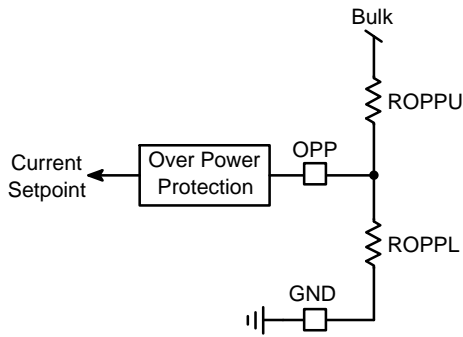 Bulk
ROPPU
OPP
Over Power
Protection
Current
Setpoint
ROPPL
GND